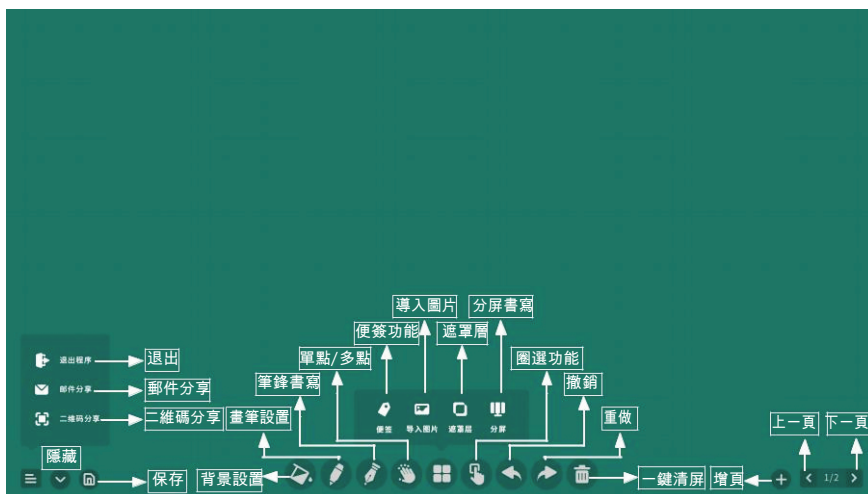 導入圖片
分屏書寫
便簽功能
遮罩層
單點/多點
圈選功能
退出程序
退出
筆鋒書寫
撤銷
邮件分享
郵件分享
二维码分享
二維碼分享
畫筆設置
便签
导入图片
遮罩层
分屏
重做
上一頁
下一頁
隱藏
保存
背景設置
一鍵清屏
增頁
1/2